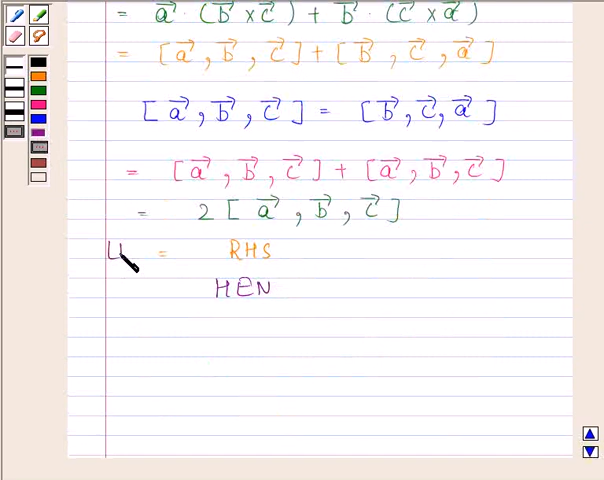 = a⃗ · (b⃗ × c⃗) + b⃗ · (c⃗ × a⃗)
= [a⃗, b⃗, c⃗] + [b⃗, c⃗, a⃗]
[a⃗, b⃗, c⃗] = [b⃗, c⃗, a⃗]
= [a⃗, b⃗, c⃗] + [a⃗, b⃗, c⃗]
= 2 [a⃗, b⃗, c⃗]
= RHS
HEN